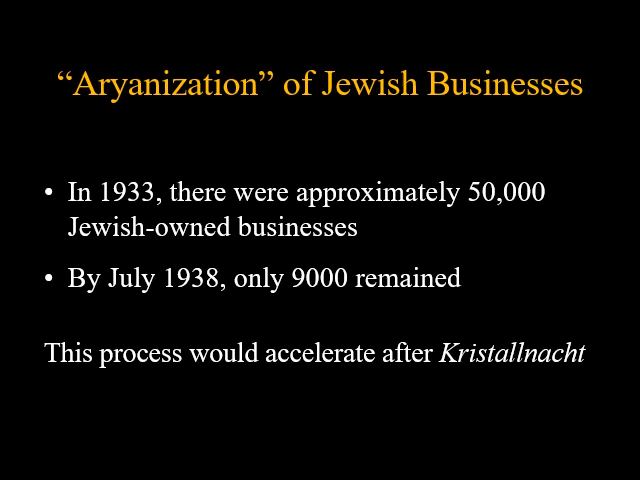 “Aryanization” of Jewish Businesses
• In 1933, there were approximately 50,000
Jewish-owned businesses
• By July 1938, only 9000 remained
This process would accelerate after Kristallnacht